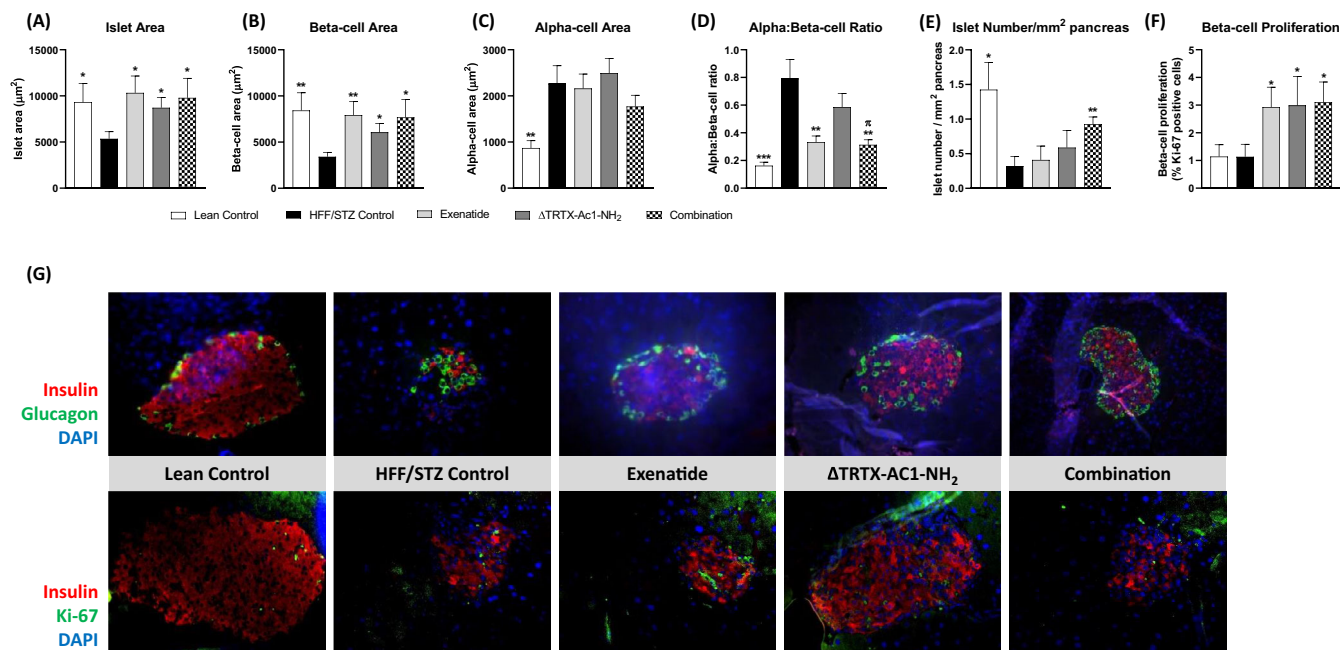 (A)
Islet Area
Islet area (μm²)
15000
10000
5000
0
*
*
*
*
(B)
Beta-cell Area
Beta-cell area (μm²)
15000
10000
5000
0
**
**
*
*
(C)
Alpha-cell Area
Alpha-cell area (μm²)
3000
2000
1000
0
**
(D)
Alpha:Beta-cell Ratio
Alpha:Beta-cell ratio
1.0
0.8
0.6
0.4
0.2
0.0
***
**
π
**
(E)
Islet Number/mm² pancreas
Islet number / mm² pancreas
2.0
1.5
1.0
0.5
0.0
*
**
(F)
Beta-cell Proliferation
Beta-cell proliferation
(% Ki-67 positive cells)
5
4
3
2
1
0
*
*
*
Lean Control
HFF/STZ Control
Exenatide
ΔTRTX-Ac1-NH₂
Combination
(G)
Insulin
Glucagon
DAPI
Lean Control
HFF/STZ Control
Exenatide
ΔTRTX-AC1-NH₂
Combination
Insulin
Ki-67
DAPI